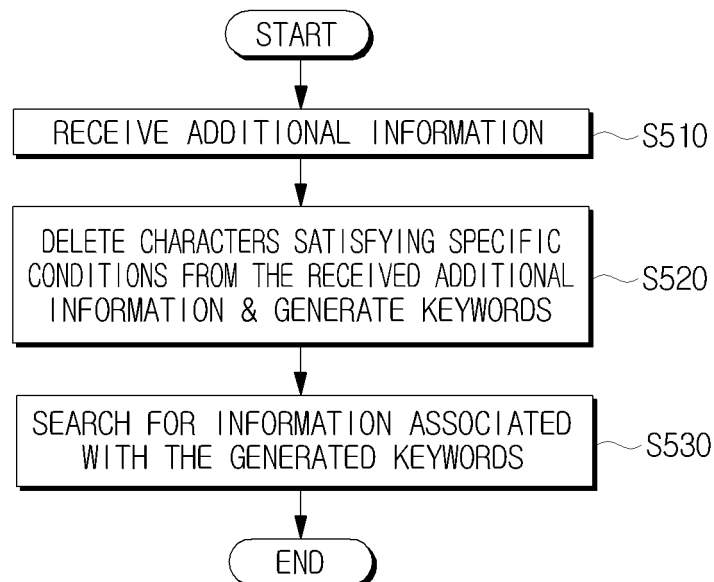 START
RECEIVE ADDITIONAL INFORMATION
S510
DELETE CHARACTERS SATISFYING SPECIFIC
CONDITIONS FROM THE RECEIVED ADDITIONAL
INFORMATION & GENERATE KEYWORDS
S520
SEARCH FOR INFORMATION ASSOCIATED
WITH THE GENERATED KEYWORDS
S530
END